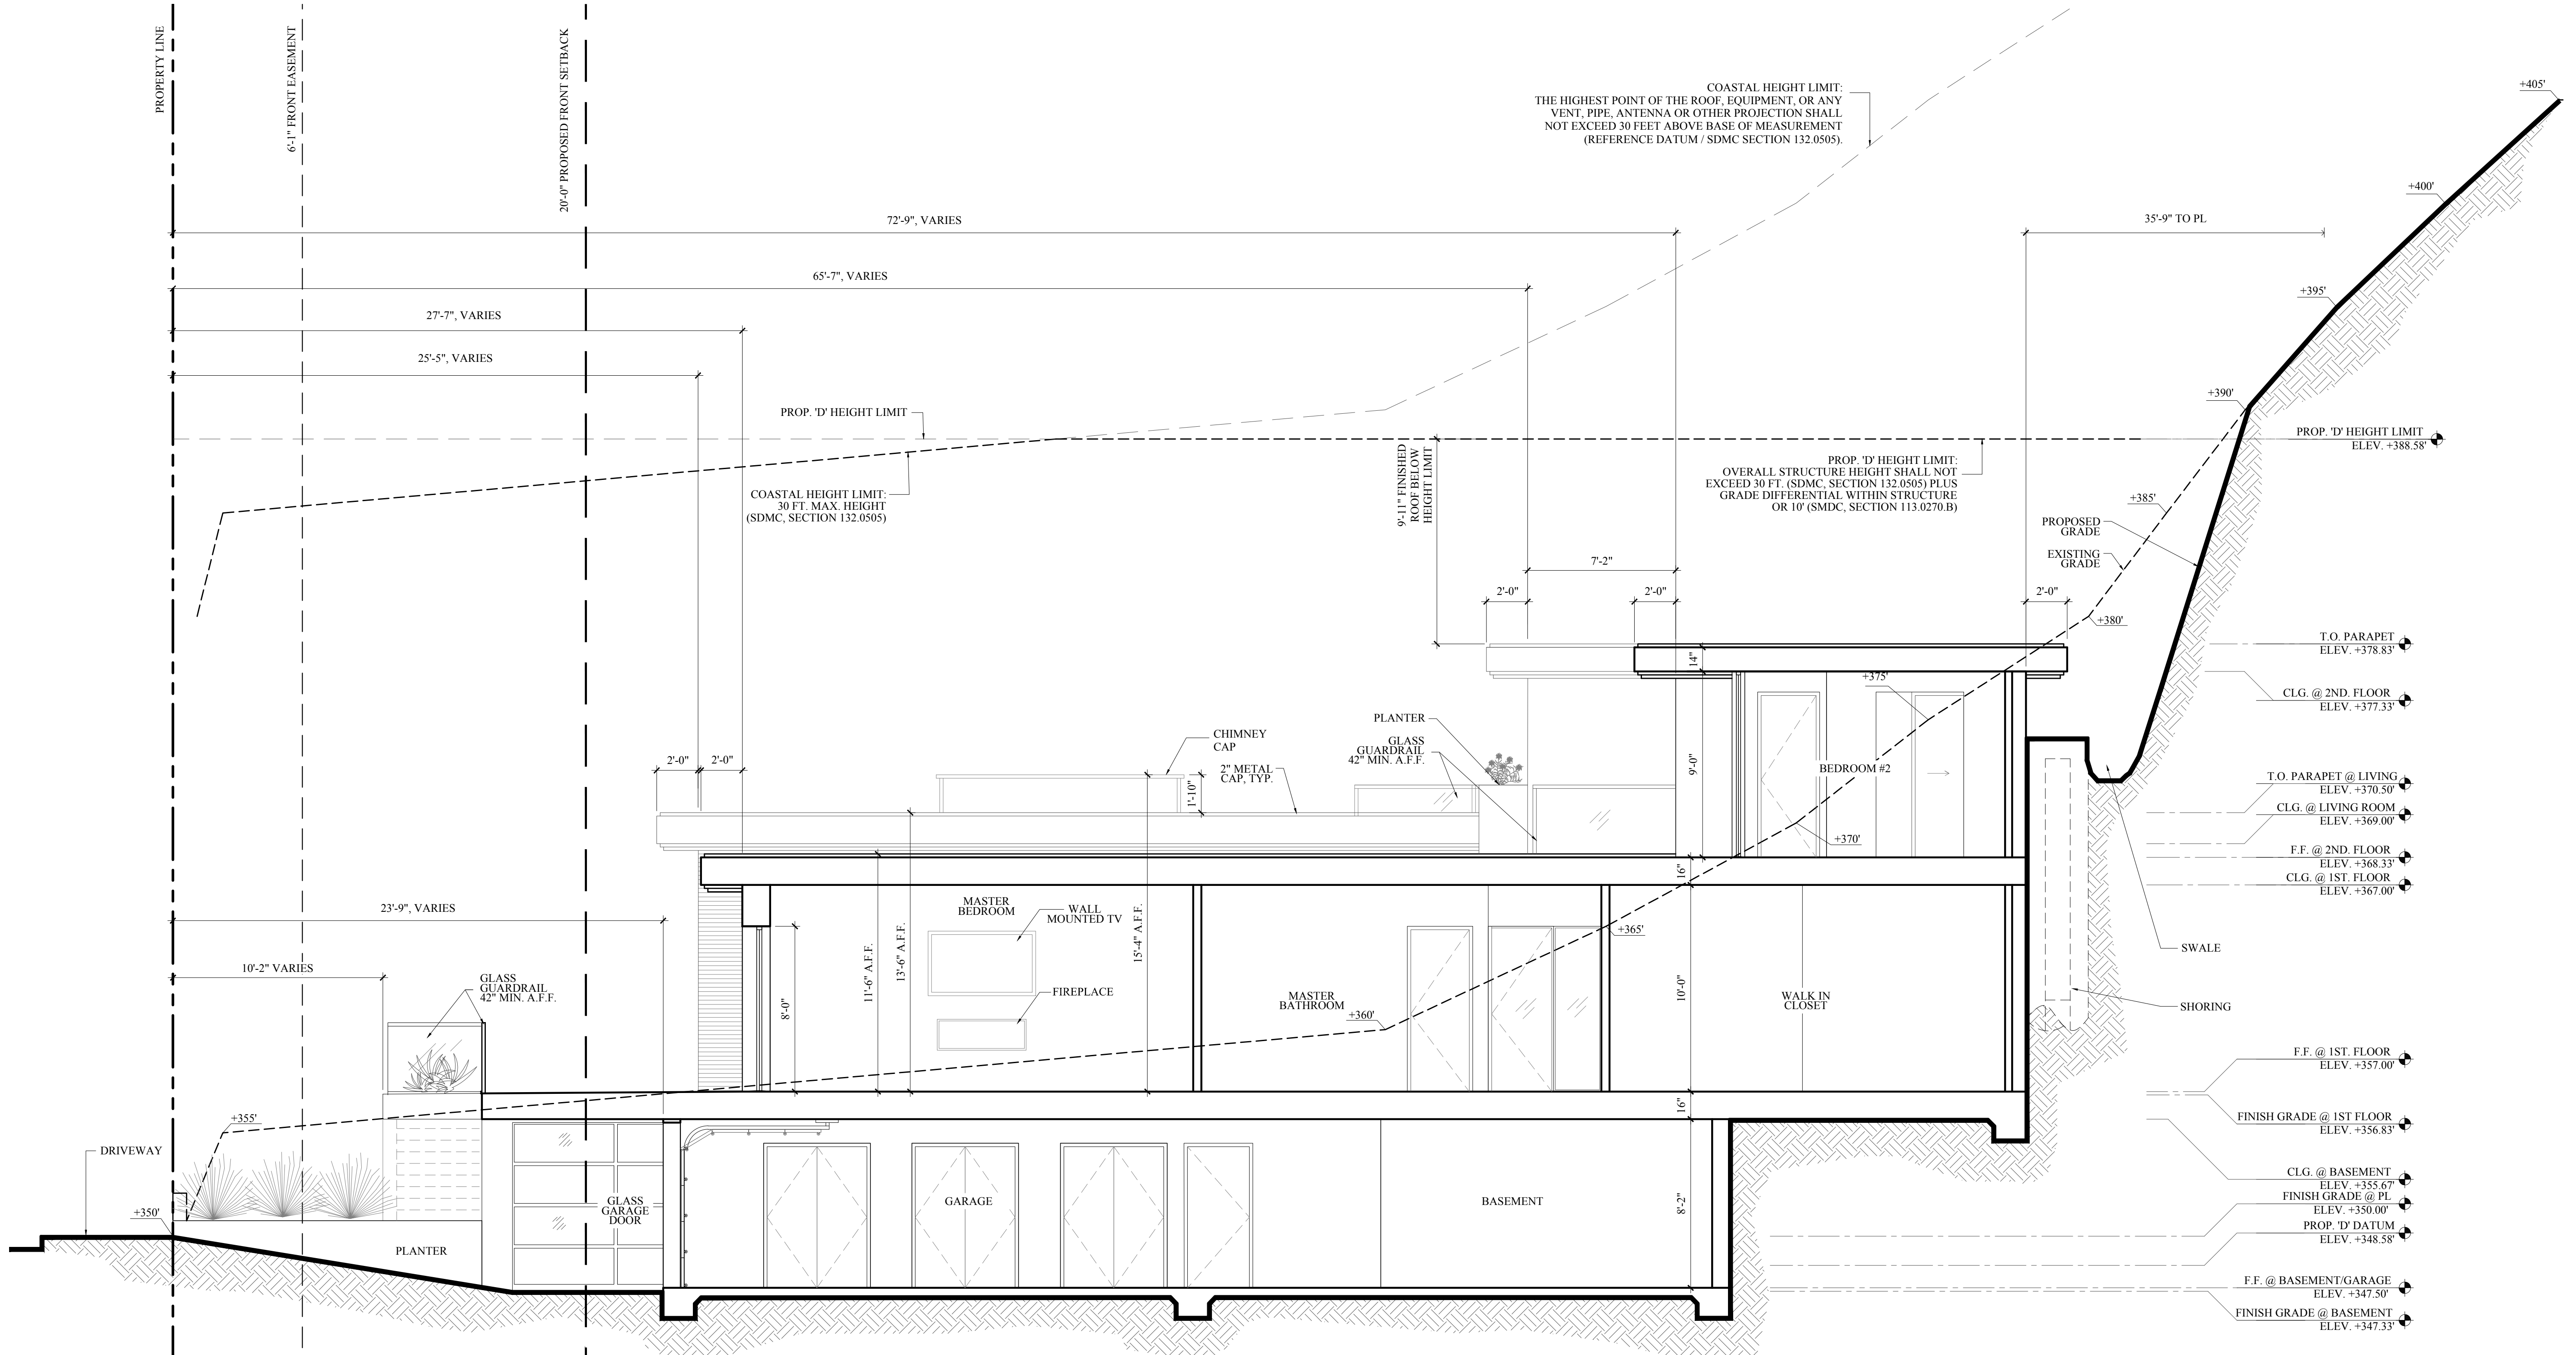 PROPERTY LINE
6'-1" FRONT EASEMENT
20'-0" PROPOSED FRONT SETBACK
COASTAL HEIGHT LIMIT:
THE HIGHEST POINT OF THE ROOF, EQUIPMENT, OR ANY
VENT, PIPE, ANTENNA OR OTHER PROJECTION SHALL
NOT EXCEED 30 FEET ABOVE BASE OF MEASUREMENT
(REFERENCE DATUM / SDMC SECTION 132.0505).
+405'
+400'
+395'
+390'
+385'
+380'
+375'
+370'
+365'
+360'
+355'
+350'
72'-9", VARIES
35'-9" TO PL
65'-7", VARIES
27'-7", VARIES
25'-5", VARIES
PROP. 'D' HEIGHT LIMIT
COASTAL HEIGHT LIMIT:
30 FT. MAX. HEIGHT
(SDMC, SECTION 132.0505)
9'-11" FINISHED
ROOF BELOW
HEIGHT LIMIT
PROP. 'D' HEIGHT LIMIT:
OVERALL STRUCTURE HEIGHT SHALL NOT
EXCEED 30 FT. (SDMC, SECTION 132.0505) PLUS
GRADE DIFFERENTIAL WITHIN STRUCTURE
OR 10' (SMDC, SECTION 113.0270.B)
PROPOSED
GRADE
EXISTING
GRADE
7'-2"
2'-0"
2'-0"
2'-0"
14"
9'-0"
PLANTER
GLASS
GUARDRAIL
42" MIN. A.F.F.
CHIMNEY
CAP
2" METAL
CAP, TYP.
1'-10"
2'-0"
2'-0"
BEDROOM #2
16"
23'-9", VARIES
10'-2" VARIES
GLASS
GUARDRAIL
42" MIN. A.F.F.
8'-0"
11'-6" A.F.F.
13'-6" A.F.F.
15'-4" A.F.F.
MASTER
BEDROOM
WALL
MOUNTED TV
FIREPLACE
MASTER
BATHROOM
10'-0"
WALK IN
CLOSET
SWALE
SHORING
16"
DRIVEWAY
PLANTER
GLASS
GARAGE
DOOR
GARAGE
BASEMENT
8'-2"
PROP. 'D' HEIGHT LIMIT
ELEV. +388.58'
T.O. PARAPET
ELEV. +378.83'
CLG. @ 2ND. FLOOR
ELEV. +377.33'
T.O. PARAPET @ LIVING
ELEV. +370.50'
CLG. @ LIVING ROOM
ELEV. +369.00'
F.F. @ 2ND. FLOOR
ELEV. +368.33'
CLG. @ 1ST. FLOOR
ELEV. +367.00'
F.F. @ 1ST. FLOOR
ELEV. +357.00'
FINISH GRADE @ 1ST FLOOR
ELEV. +356.83'
CLG. @ BASEMENT
ELEV. +355.67'
FINISH GRADE @ PL
ELEV. +350.00'
PROP. 'D' DATUM
ELEV. +348.58'
F.F. @ BASEMENT/GARAGE
ELEV. +347.50'
FINISH GRADE @ BASEMENT
ELEV. +347.33'